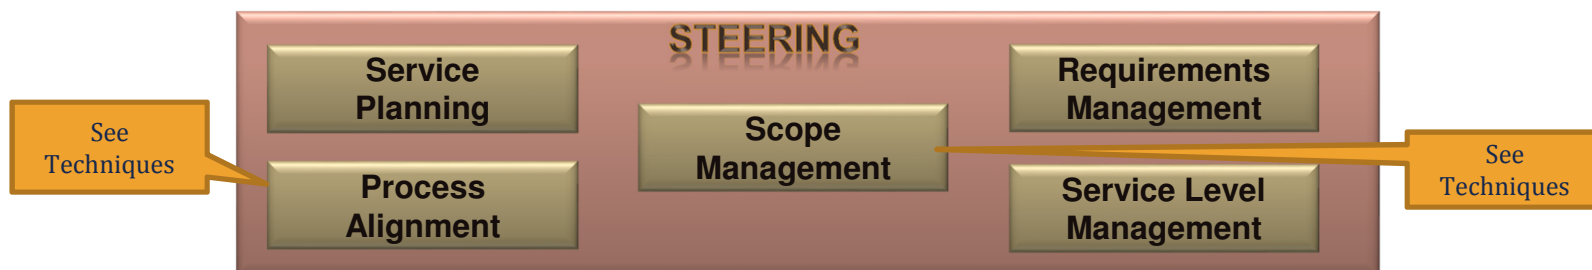 STEERING
Service
Planning
Requirements
Management
Scope
Management
See
Techniques
Process
Alignment
Service Level
Management
See
Techniques